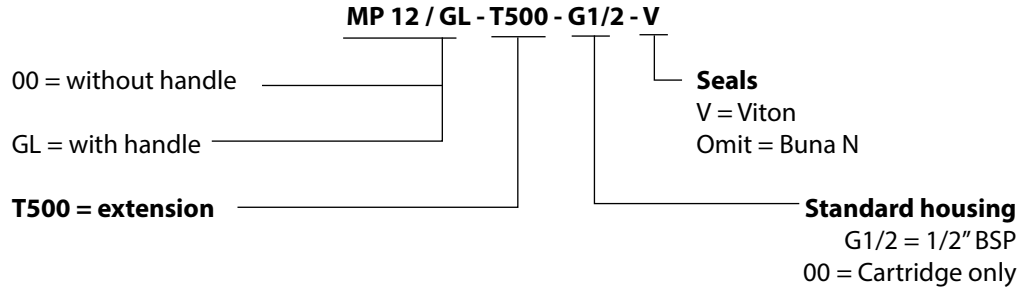 MP 12 / GL - T500 - G1/2 - V
00 = without handle
GL = with handle
T500 = extension
Seals
V = Viton
Omit = Buna N
Standard housing
G1/2 = 1/2” BSP
00 = Cartridge only